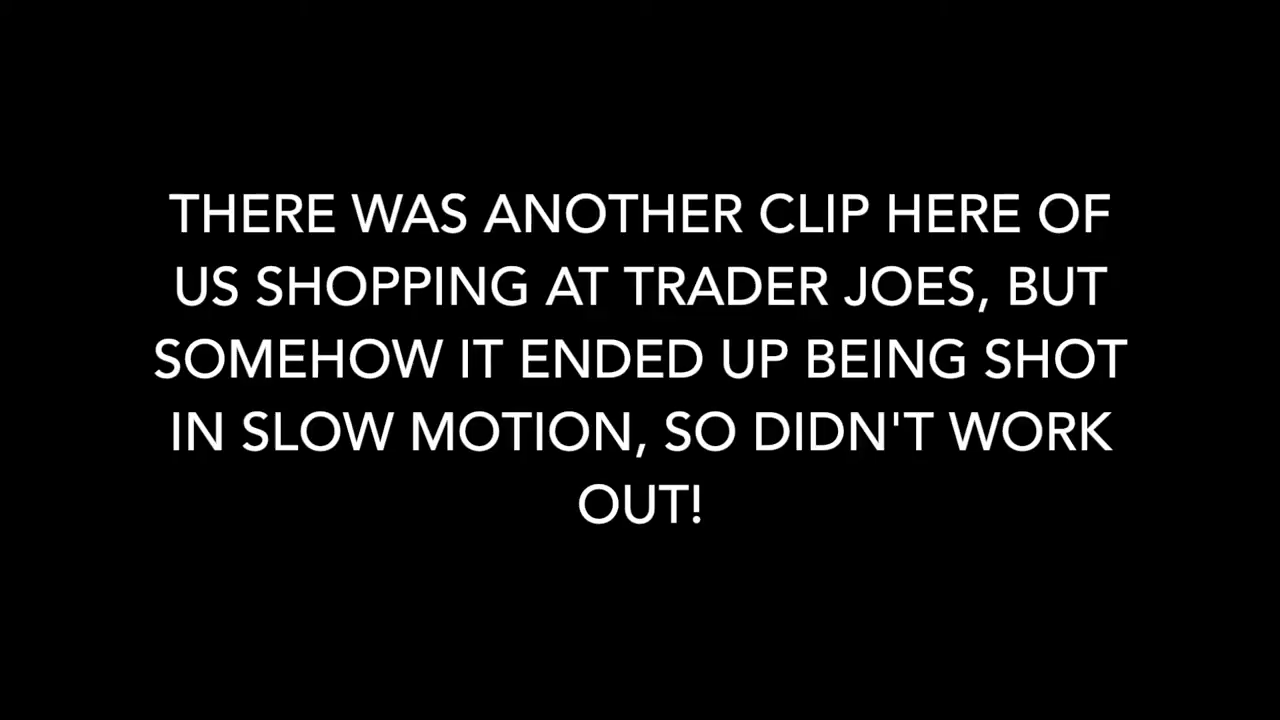 THERE WAS ANOTHER CLIP HERE OF
US SHOPPING AT TRADER JOES, BUT
SOMEHOW IT ENDED UP BEING SHOT
IN SLOW MOTION, SO DIDN'T WORK
OUT!